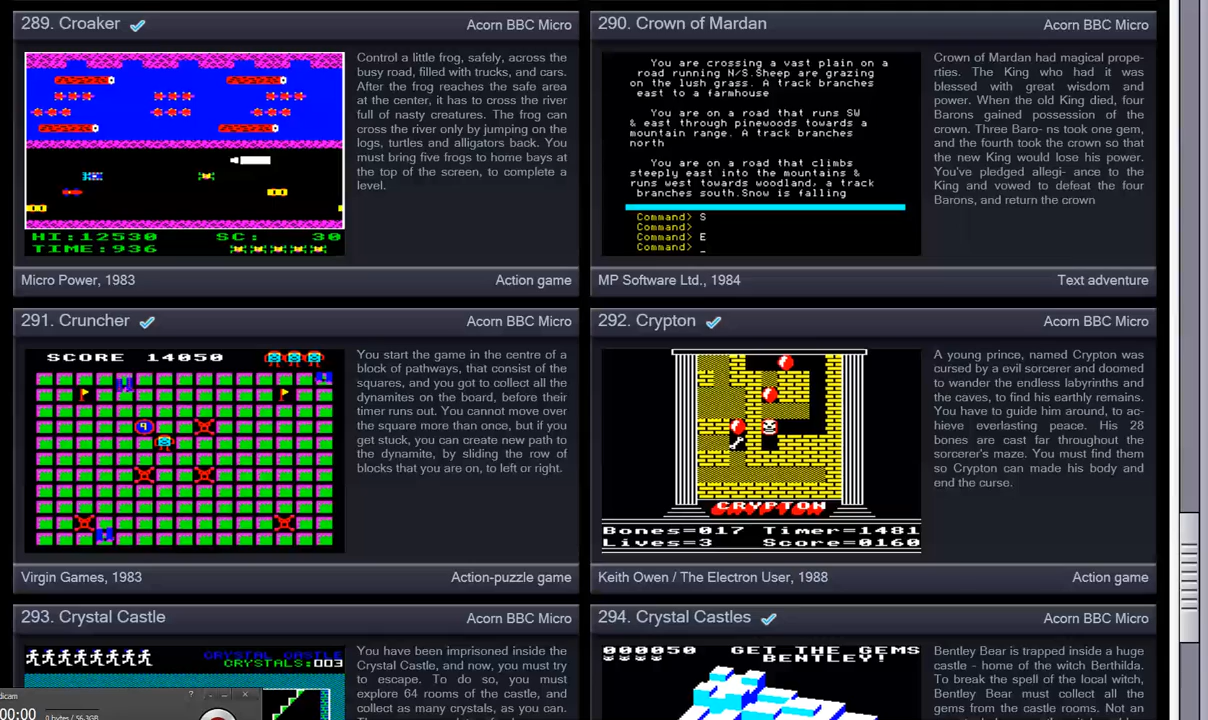 289. Croaker
Acorn BBC Micro
HI:12530 SC: 30
TIME:936
Control a little frog, safely, across the
busy road, filled with trucks, and cars.
After the frog reaches the safe area
at the center, it has to cross the river
full of nasty creatures. The frog can
cross the river only by jumping on the
logs, turtles and alligators back. You
must bring five frogs to home bays at
the top of the screen, to complete a
level.
Micro Power, 1983
Action game
290. Crown of Mardan
Acorn BBC Micro
You are crossing a vast plain on a
road running N/S.Sheep are grazing
on the lush grass. A track branches
east to a farmhouse
You are on a road that runs SW
& east through pinewoods towards a
mountain range. A track branches
north
You are on a road that climbs
steeply east into the mountains &
runs west towards woodland, a track
branches south.Snow is falling
Command> S
Command>
Command> E
Command> _
Crown of Mardan had magical prope-
rties. The King who had it was
blessed with great wisdom and
power. When the old King died, four
Barons gained possession of the
crown. Three Baro- ns took one gem,
and the fourth took the crown so that
the new King would lose his power.
You've pledged allegi- ance to the
King and vowed to defeat the four
Barons, and return the crown
MP Software Ltd., 1984
Text adventure
291. Cruncher
Acorn BBC Micro
SCORE 14050
9
You start the game in the centre of a
block of pathways, that consist of the
squares, and you got to collect all the
dynamites on the board, before their
timer runs out. You cannot move over
the square more than once, but if you
get stuck, you can create new path to
the dynamite, by sliding the row of
blocks that you are on, to left or right.
Virgin Games, 1983
Action-puzzle game
292. Crypton
Acorn BBC Micro
CRYPTON
Bones=017 Timer=1481
Lives=3 Score=0160
A young prince, named Crypton was
cursed by a evil sorcerer and doomed
to wander the endless labyrinths and
the caves, to find his earthly remains.
You have to guide him around, to ac-
hieve everlasting peace. His 28
bones are cast far throughout the
sorcerer's maze. You must find them
so Crypton can made his body and
end the curse.
Keith Owen / The Electron User, 1988
Action game
293. Crystal Castle
Acorn BBC Micro
CRYSTAL CASTLE
CRYSTALS:003
You have been imprisoned inside the
Crystal Castle, and now, you must try
to escape. To do so, you must
explore 64 rooms of the castle, and
collect as many crystals, as you can.
294. Crystal Castles
Acorn BBC Micro
000050 GET THE GEMS
BENTLEY!
Bentley Bear is trapped inside a huge
castle - home of the witch Berthilda.
To break the spell of the local witch,
Bentley Bear must collect all the
gems from the castle rooms. Not an
dicam
? - □ ×
00:00
0 bytes / 56.3GB